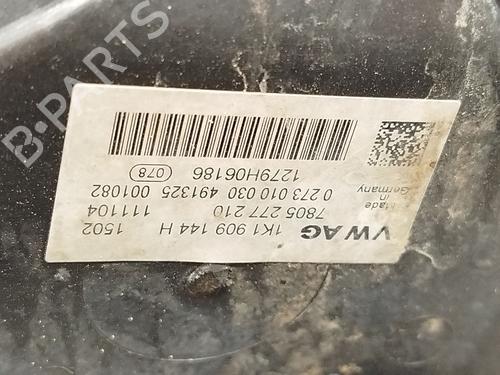 B-PARTS
VWAG
Made
in
Germany
1K1 909 144 H 1502
7805 277 210 111104
0 273 010 030 491325 001082
1279H06186 078